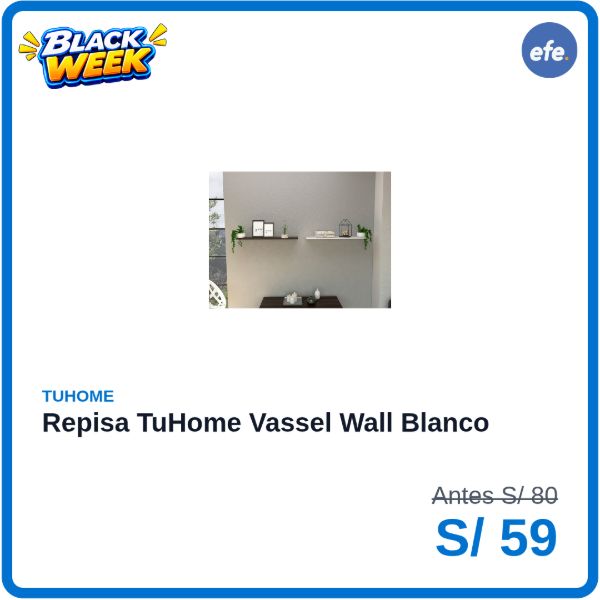 BLACK
WEEK
efe.
TUHOME
Repisa TuHome Vassel Wall Blanco
Antes S/ 80
S/ 59